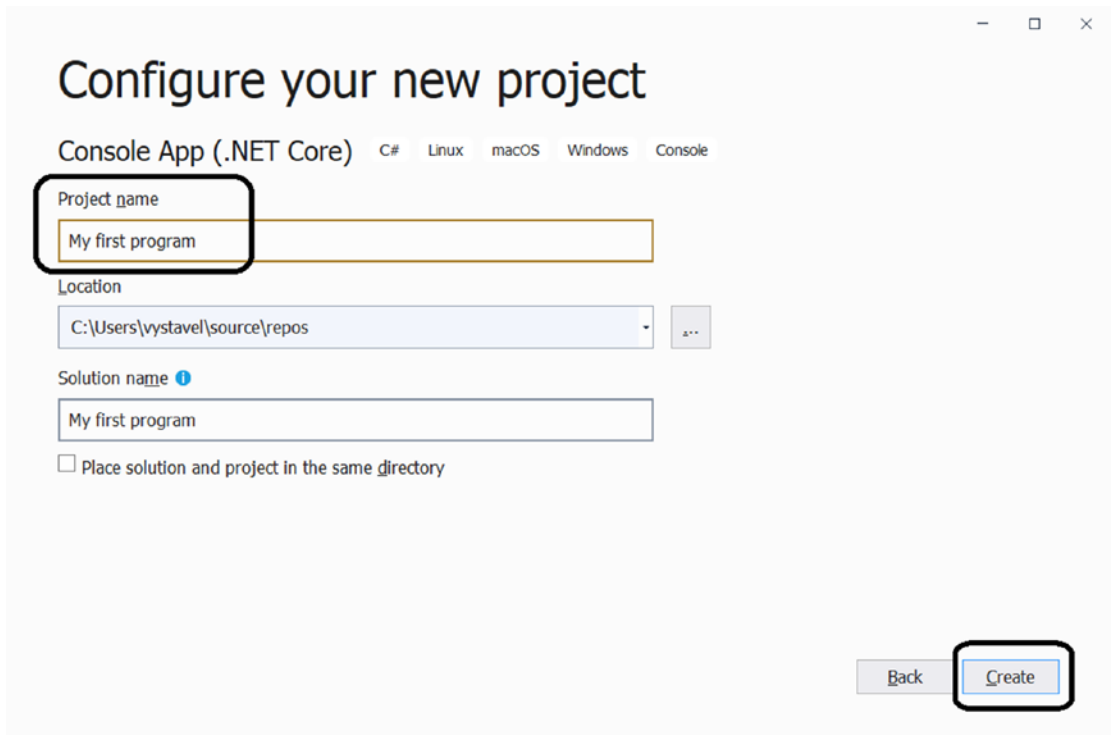 Configure your new project
Console App (.NET Core) C# Linux macOS Windows Console
Project name
My first program
Location
C:\Users\vystavel\source\repos
...
Solution name
My first program
Place solution and project in the same directory
Back Create